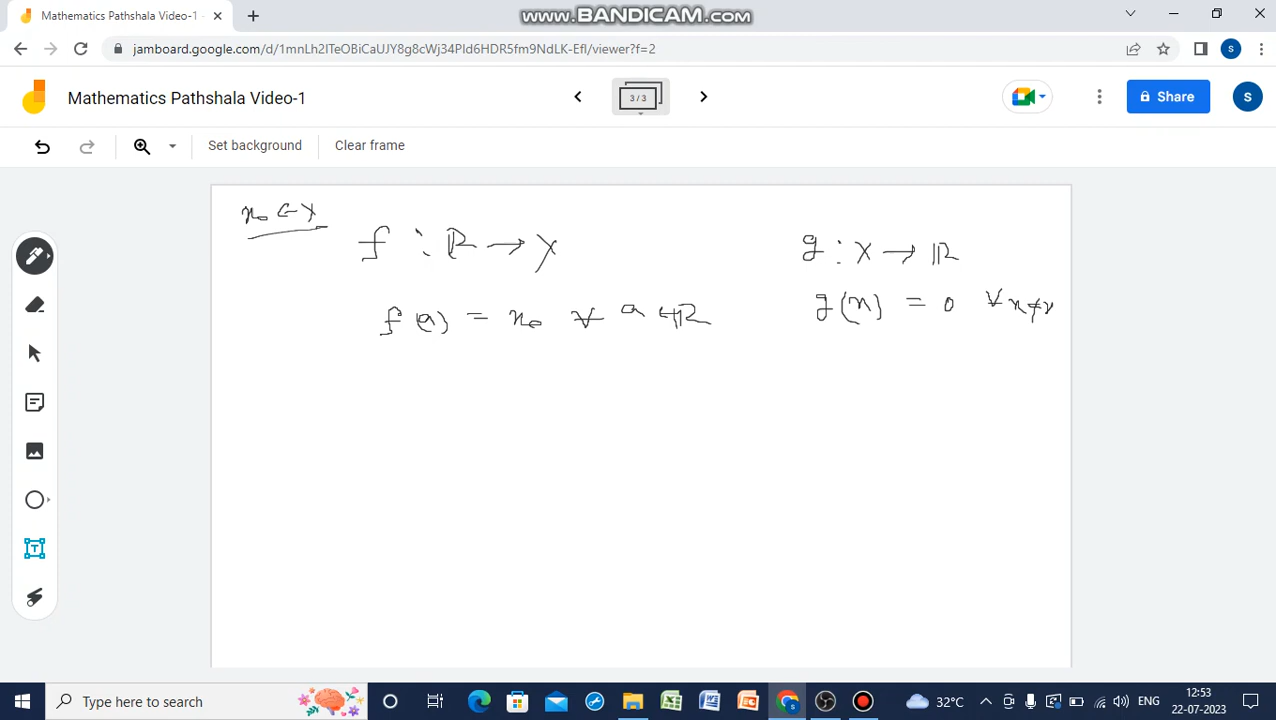 Mathematics Pathshala Video-1 -
www.BANDICAM.com
jamboard.google.com/d/1mnLh2ITeOBiCaUJY8g8cWj34PId6HDR5fm9NdLK-EfI/viewer?f=2
S
Mathematics Pathshala Video-1
3 / 3
Share
S
Set background
Clear frame
x₀ ∈ X
f : ℝ → X
g : X → ℝ
f(a) = x₀ ∀ a ∈ ℝ
g(x) = 0 ∀ x ≠ x
T
Type here to search
32°C
ENG
12:53
22-07-2023